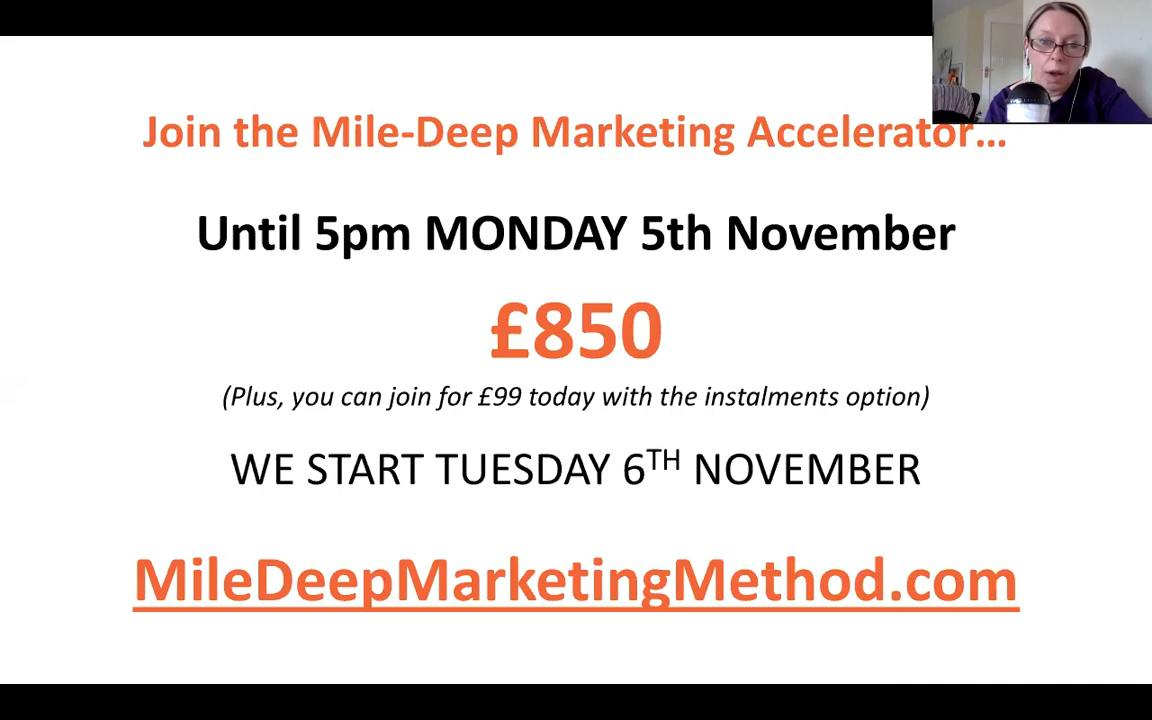 Join the Mile-Deep Marketing Accelerator...
Until 5pm MONDAY 5th November
£850
(Plus, you can join for £99 today with the instalments option)
WE START TUESDAY 6TH NOVEMBER
MileDeepMarketingMethod.com